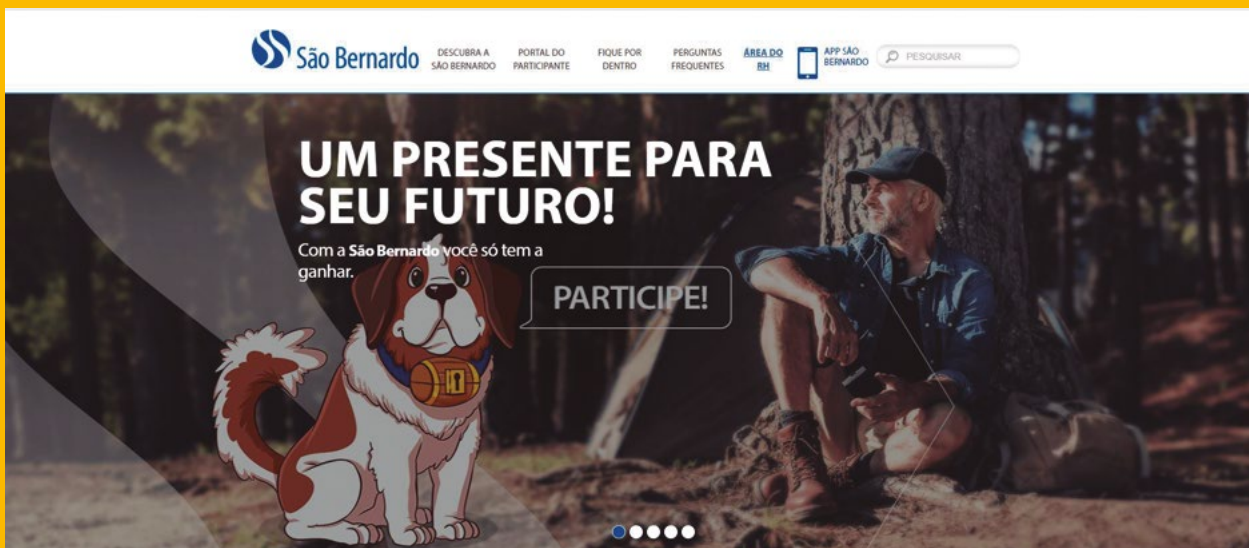 São Bernardo
DESCUBRA A
SÃO BERNARDO
PORTAL DO
PARTICIPANTE
FIQUE POR
DENTRO
PERGUNTAS
FREQUENTES
ÁREA DO
RH
APP SÃO
BERNARDO
PESQUISAR
UM PRESENTE PARA
SEU FUTURO!
Com a São Bernardo você só tem a
ganhar.
PARTICIPE!